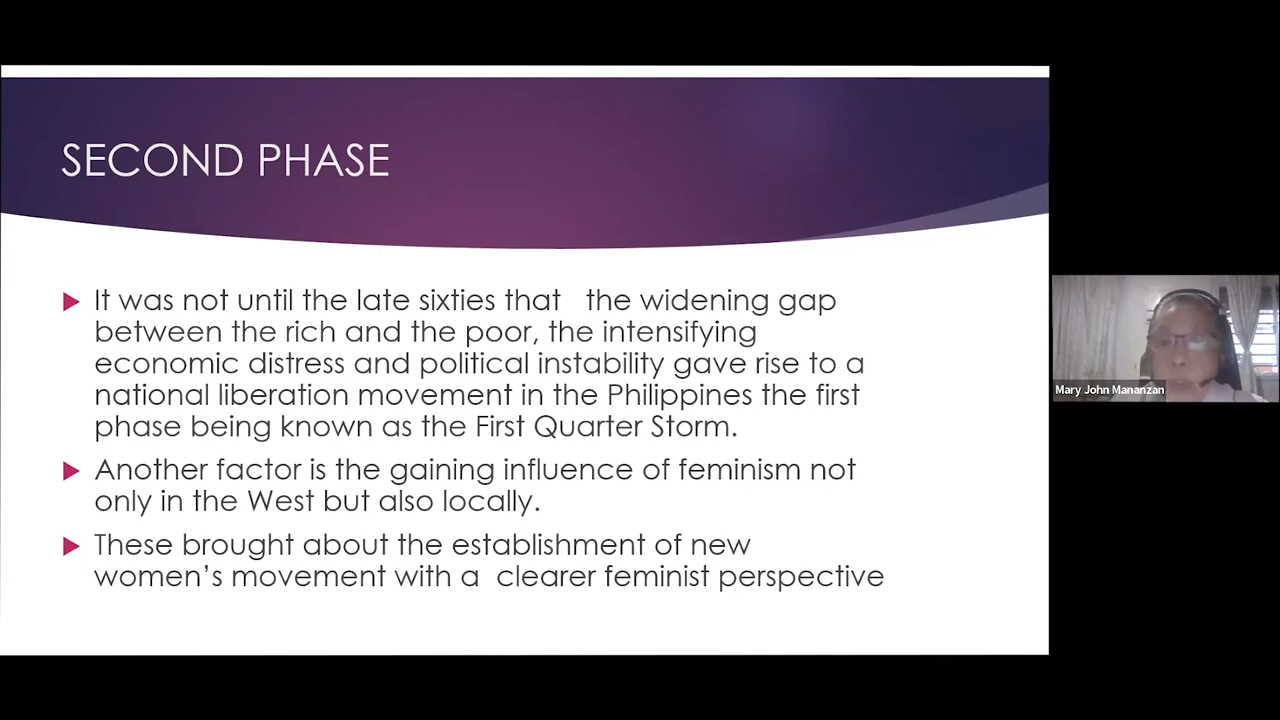 SECOND PHASE
It was not until the late sixties that the widening gap
between the rich and the poor, the intensifying
economic distress and political instability gave rise to a
national liberation movement in the Philippines the first
phase being known as the First Quarter Storm.
Another factor is the gaining influence of feminism not
only in the West but also locally.
These brought about the establishment of new
women's movement with a clearer feminist perspective
Mary John Mananzan